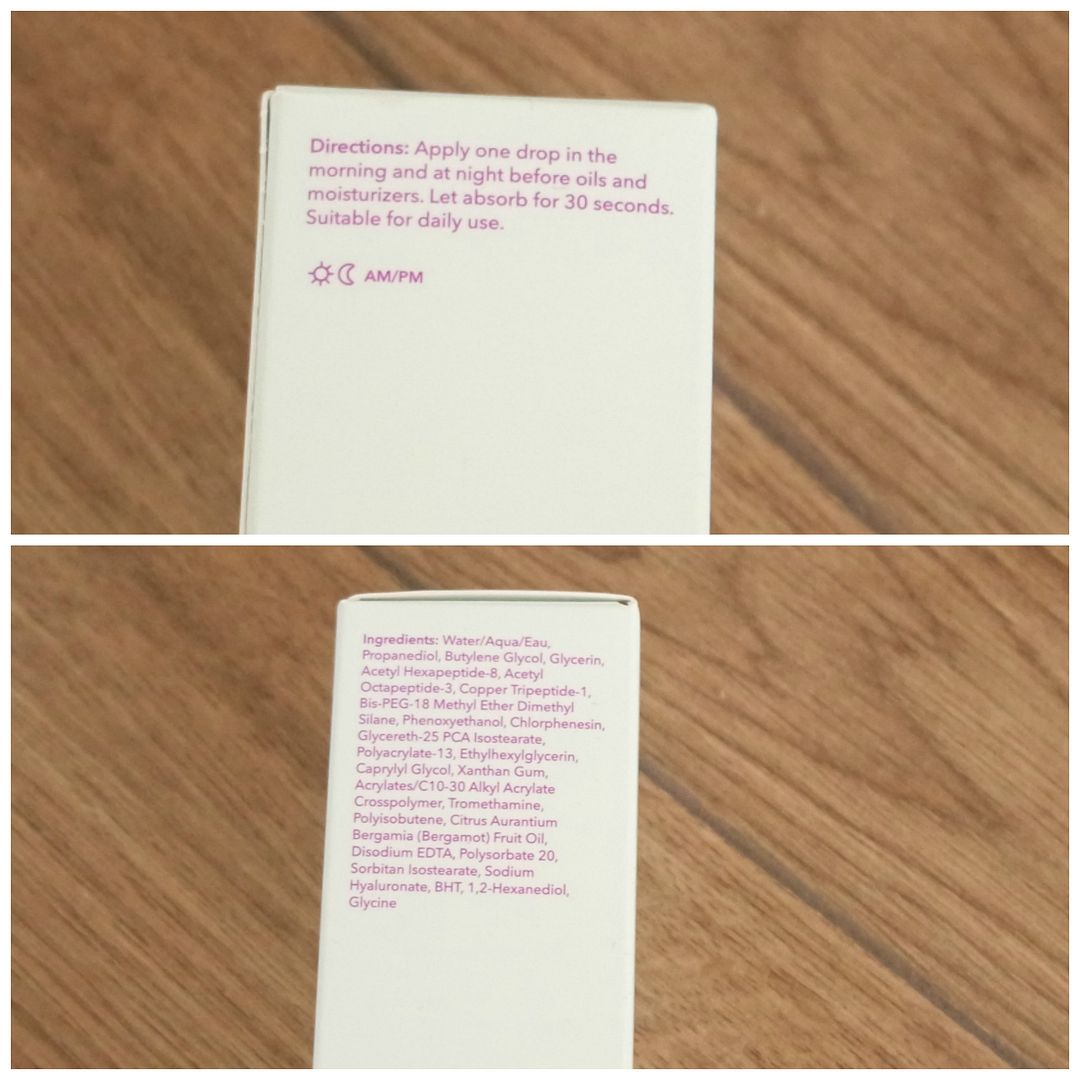 Directions: Apply one drop in the
morning and at night before oils and
moisturizers. Let absorb for 30 seconds.
Suitable for daily use.
AM/PM
Ingredients: Water/Aqua/Eau,
Propanediol, Butylene Glycol, Glycerin,
Acetyl Hexapeptide-8, Acetyl
Octapeptide-3, Copper Tripeptide-1,
Bis-PEG-18 Methyl Ether Dimethyl
Silane, Phenoxyethanol, Chlorphenesin,
Glycereth-25 PCA Isostearate,
Polyacrylate-13, Ethylhexylglycerin,
Caprylyl Glycol, Xanthan Gum,
Acrylates/C10-30 Alkyl Acrylate
Crosspolymer, Tromethamine,
Polyisobutene, Citrus Aurantium
Bergamia (Bergamot) Fruit Oil,
Disodium EDTA, Polysorbate 20,
Sorbitan Isostearate, Sodium
Hyaluronate, BHT, 1,2-Hexanediol,
Glycine